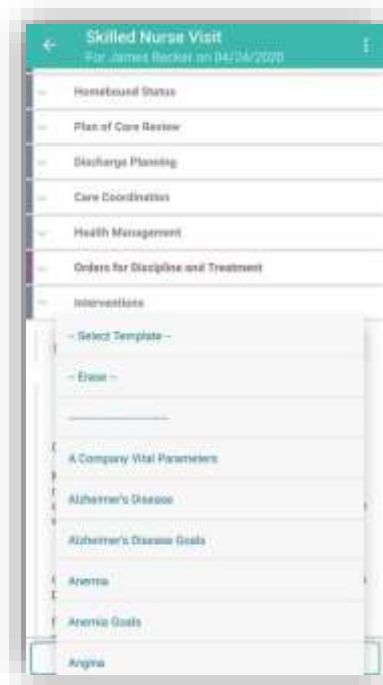 Skilled Nurse Visit
For James Becker on 04/24/2020
Homebound Status
Plan of Care Review
Discharge Planning
Care Coordination
Health Management
Orders for Discipline and Treatment
Interventions
-- Select Template --
-- Erase --
------------------------
A Company Vital Parameters
Alzheimer's Disease
Alzheimer's Disease Goals
Anemia
Anemia Goals
Angina